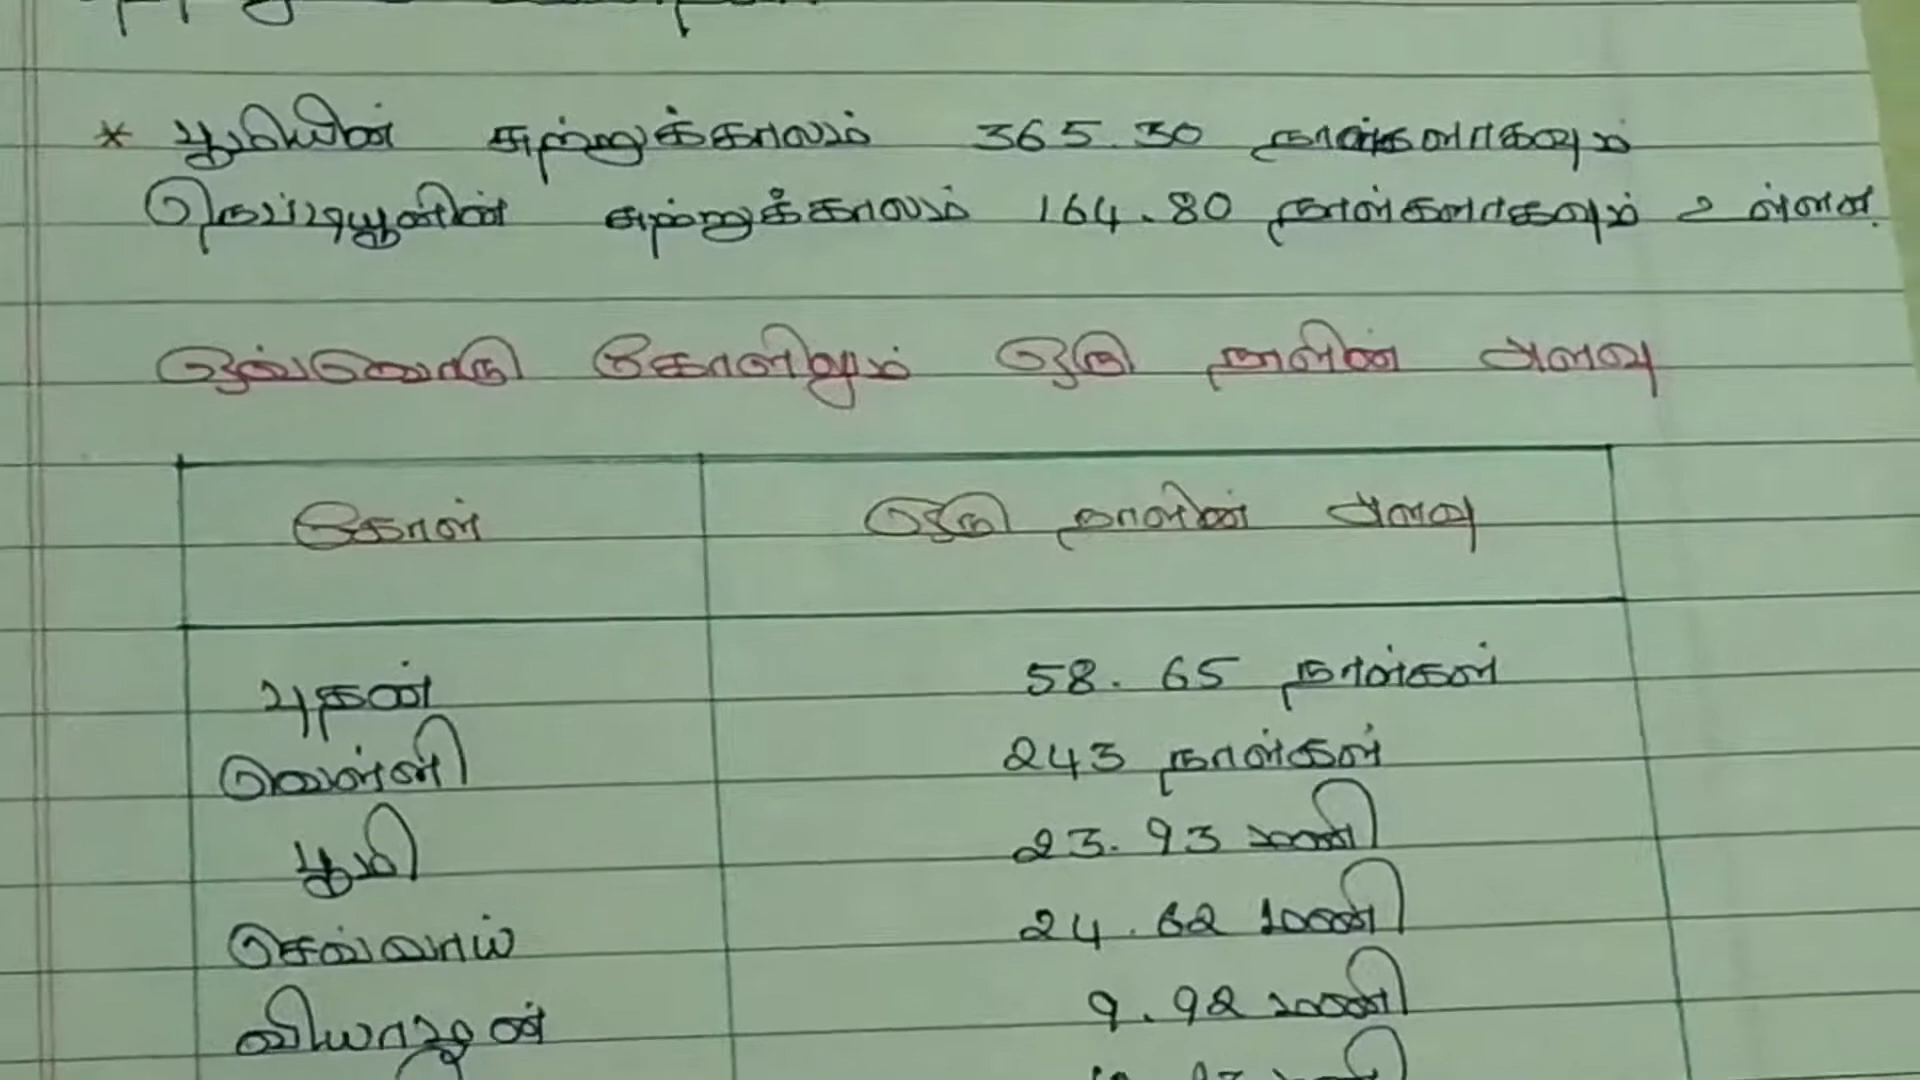 * பூமியின் சுற்றுக்காலம் 365.30 நாள்களாகவும்
நெப்டியூனின் சுற்றுக்காலம் 164.80 நாள்களாகவும் உள்ளன.
ஒவ்வொரு கோளிலும் ஒரு நாளின் அளவு
கோள் ஒரு நாளின் அளவு
புதன் 58.65 நாள்கள்
வெள்ளி 243 நாள்கள்
பூமி 23.93 மணி
செவ்வாய் 24.62 மணி
வியாழன் 9.92 மணி